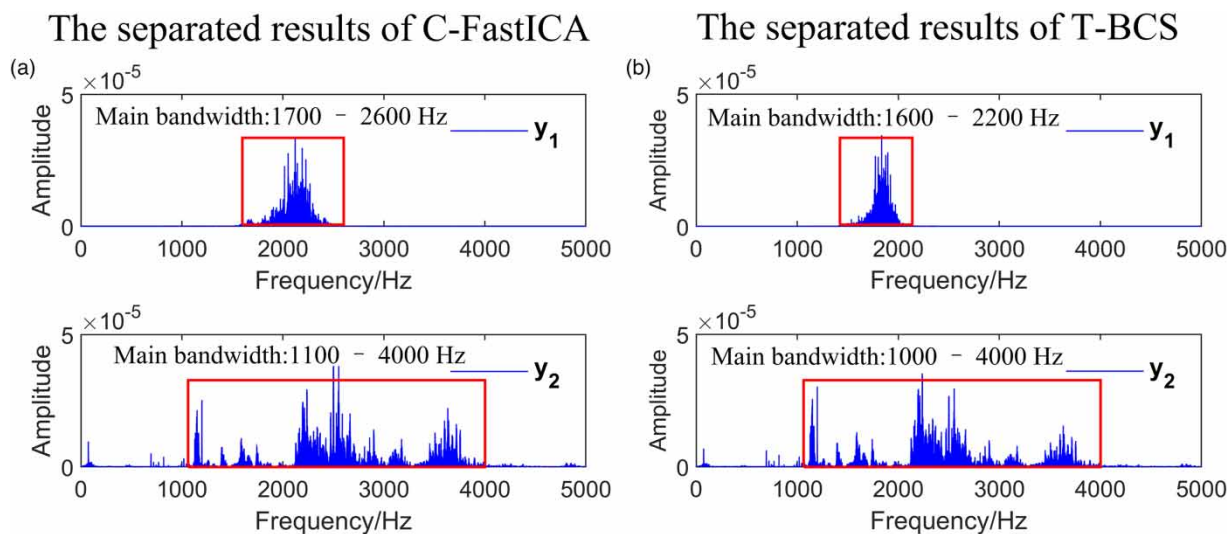 The separated results of C-FastICA
The separated results of T-BCS
(a)
×10-5
5
0
Main bandwidth:1700 – 2600 Hz
y1
Amplitude
0 1000 2000 3000 4000 5000
Frequency/Hz
(b)
×10-5
5
0
Main bandwidth:1600 – 2200 Hz
y1
Amplitude
0 1000 2000 3000 4000 5000
Frequency/Hz
×10-5
5
0
Main bandwidth:1100 – 4000 Hz
y2
Amplitude
0 1000 2000 3000 4000 5000
Frequency/Hz
×10-5
5
0
Main bandwidth:1000 – 4000 Hz
y2
Amplitude
0 1000 2000 3000 4000 5000
Frequency/Hz